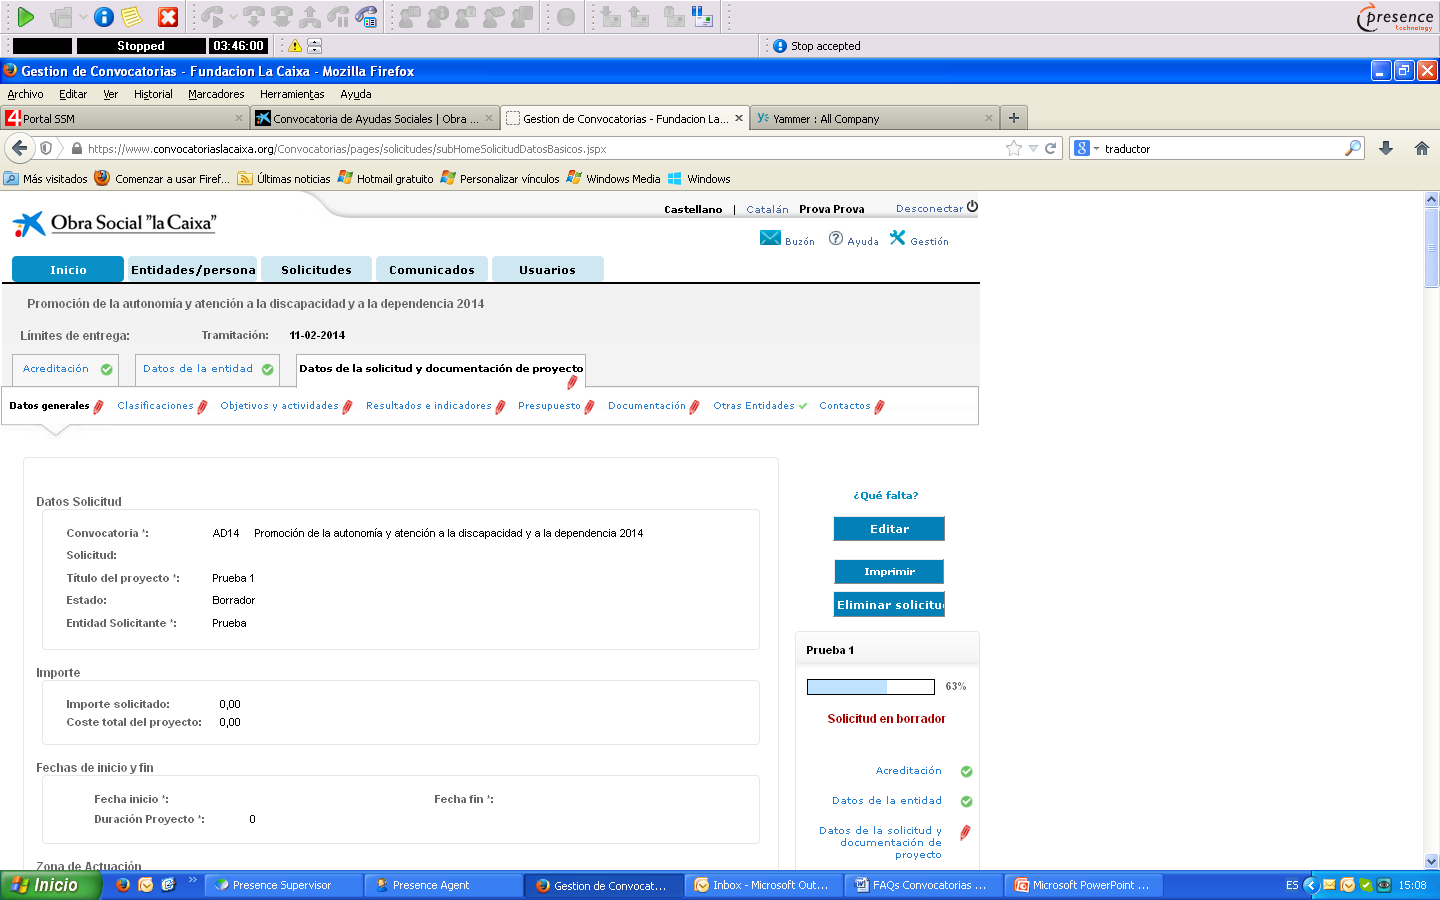 presence
technology
Stopped 03:46:00 Stop accepted
Gestion de Convocatorias - Fundacion La Caixa - Mozilla Firefox
Archivo Editar Ver Historial Marcadores Herramientas Ayuda
Portal SSM Convocatoria de Ayudas Sociales | Obra ... Gestion de Convocatorias - Fundacion La... Yammer : All Company
https://www.convocatoriaslacaixa.org/Convocatorias/pages/solicitudes/subHomeSolicitudDatosBasicos.jspx traductor
Más visitados Comenzar a usar Firef... Últimas noticias Hotmail gratuito Personalizar vínculos Windows Media Windows
Castellano | Catalán Prova Prova Desconectar
Obra Social "la Caixa"
Buzón Ayuda Gestión
Inicio Entidades/persona Solicitudes Comunicados Usuarios
Promoción de la autonomía y atención a la discapacidad y a la dependencia 2014
Límites de entrega: Tramitación: 11-02-2014
Acreditación Datos de la entidad Datos de la solicitud y documentación de proyecto
Datos generales Clasificaciones Objetivos y actividades Resultados e indicadores Presupuesto Documentación Otras Entidades Contactos
Datos Solicitud
Convocatoria *: AD14 Promoción de la autonomía y atención a la discapacidad y a la dependencia 2014
Solicitud:
Título del proyecto *: Prueba 1
Estado: Borrador
Entidad Solicitante *: Prueba
Importe
Importe solicitado: 0,00
Coste total del proyecto: 0,00
Fechas de inicio y fin
Fecha inicio *: Fecha fin *:
Duración Proyecto *: 0
Zona de Actuación
¿Qué falta?
Editar
Imprimir
Eliminar solicitu
Prueba 1
63%
Solicitud en borrador
Acreditación
Datos de la entidad
Datos de la solicitud y
documentación de
proyecto
Inicio Presence Supervisor Presence Agent Gestion de Convocat... Inbox - Microsoft Out... FAQs Convocatorias ... Microsoft PowerPoint ... ES 15:08